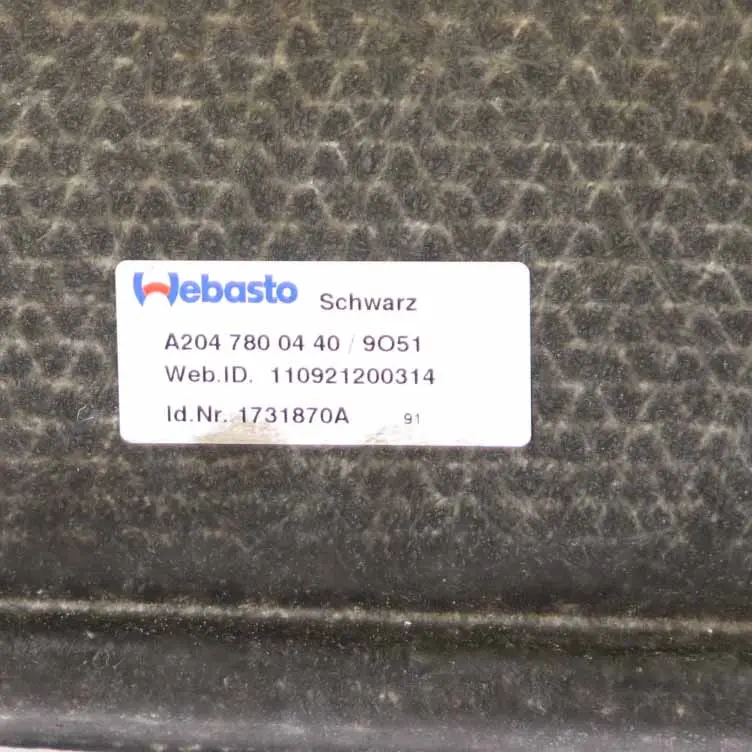 Webasto Schwarz
A204 780 04 40 / 9O51
Web.ID. 110921200314
Id.Nr. 1731870A 91